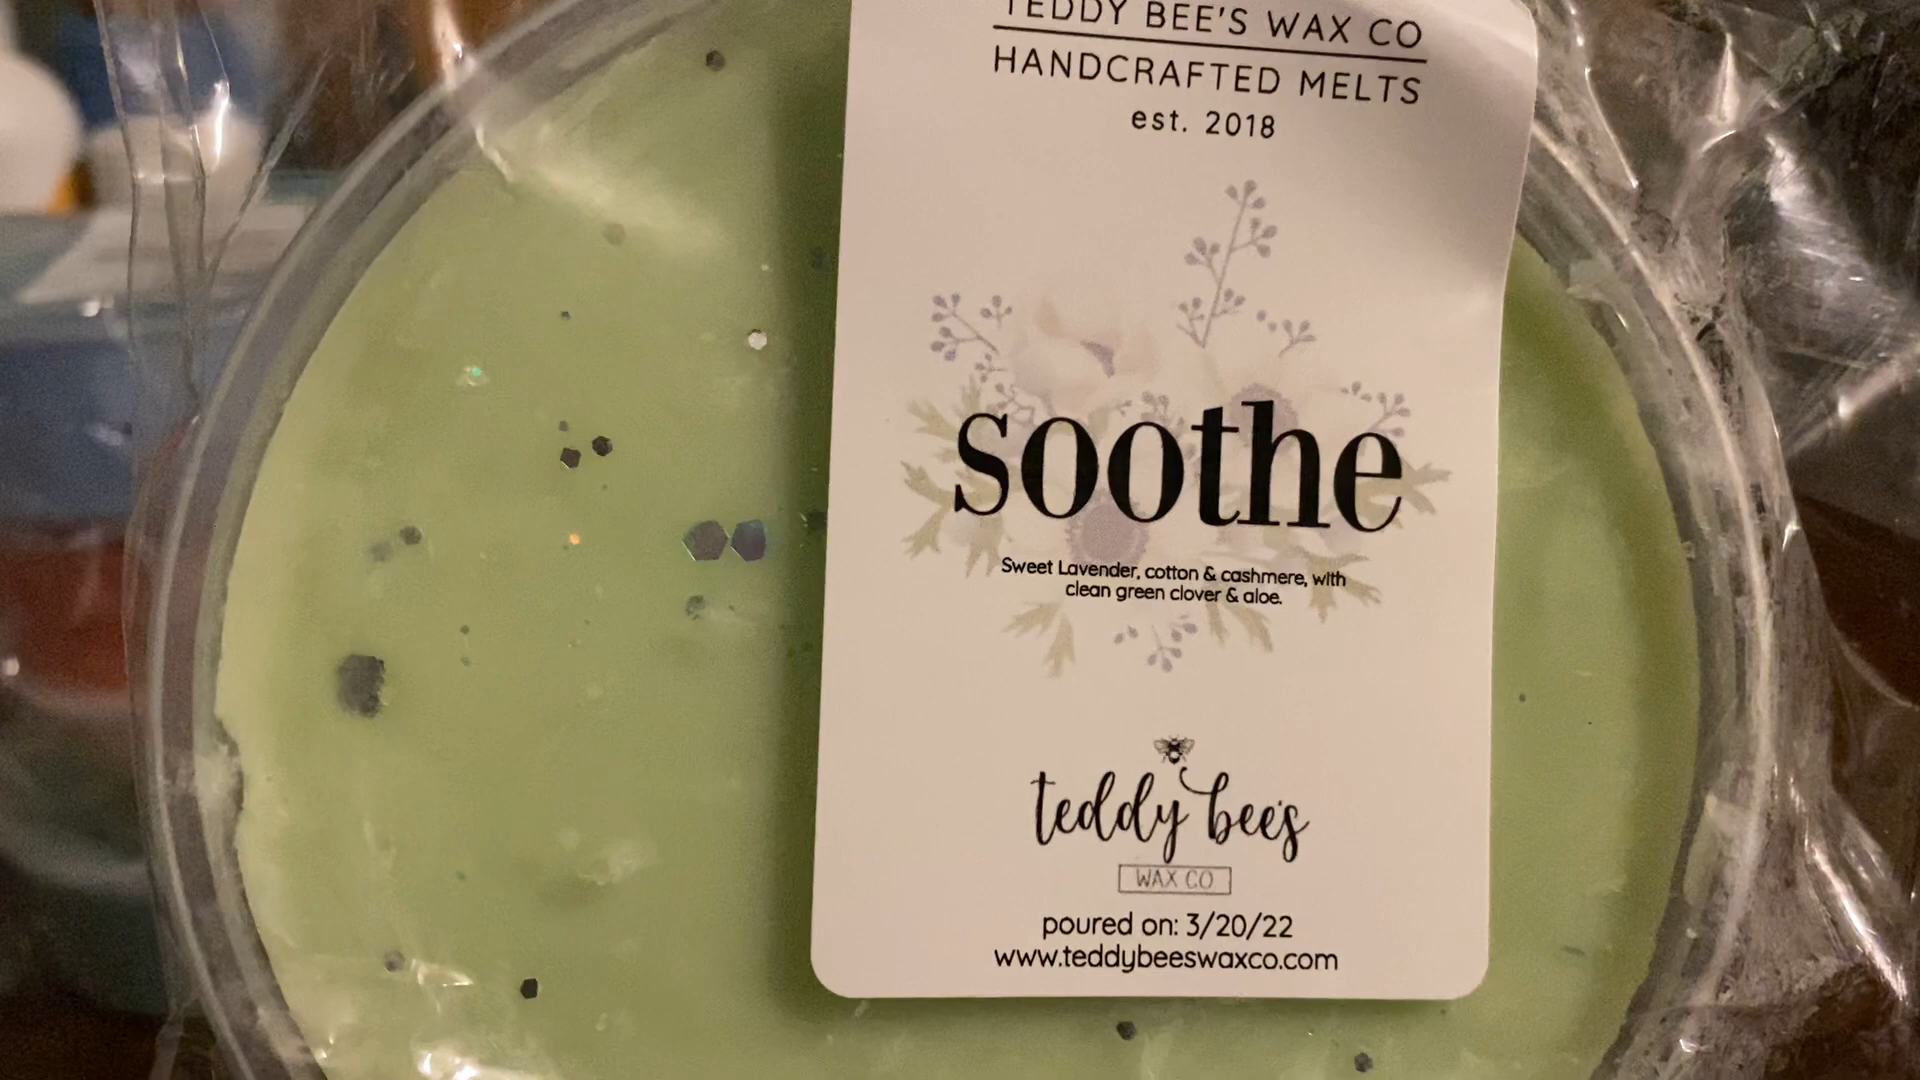 TEDDY BEE'S WAX CO
HANDCRAFTED MELTS
est. 2018
soothe
Sweet Lavender, cotton & cashmere, with
clean green clover & aloe.
teddy bee's
WAX CO
poured on: 3/20/22
www.teddybeeswaxco.com